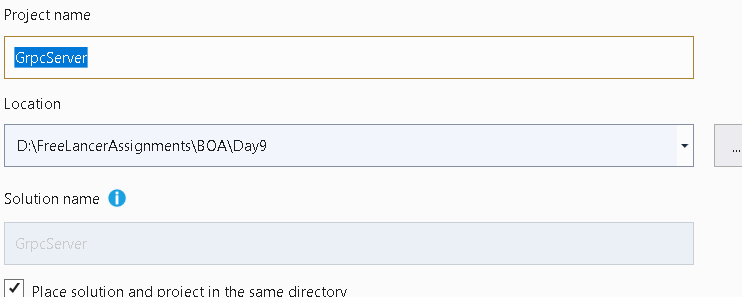 Project name
GrpcServer
Location
D:\FreeLancerAssignments\BOA\Day9
...
Solution name
GrpcServer
Place solution and project in the same directory